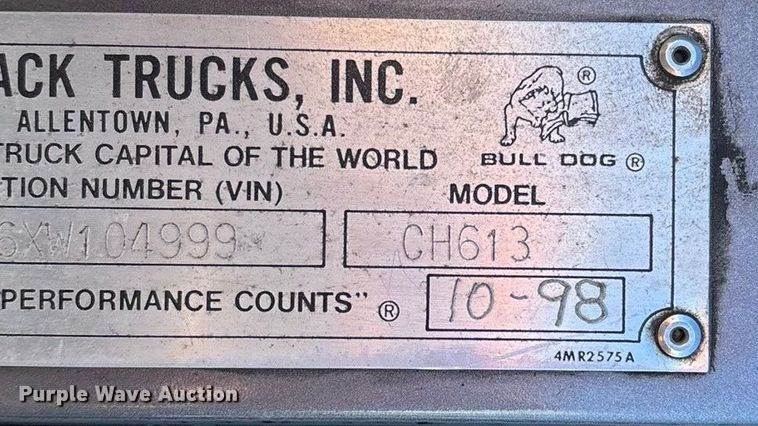 ACK TRUCKS, INC. ®
ALLENTOWN, PA., U.S.A.
TRUCK CAPITAL OF THE WORLD
BULL DOG ®
TION NUMBER (VIN)
MODEL
6XW104999
CH613
PERFORMANCE COUNTS" ®
10-98
4MR2575A
Purple Wave Auction